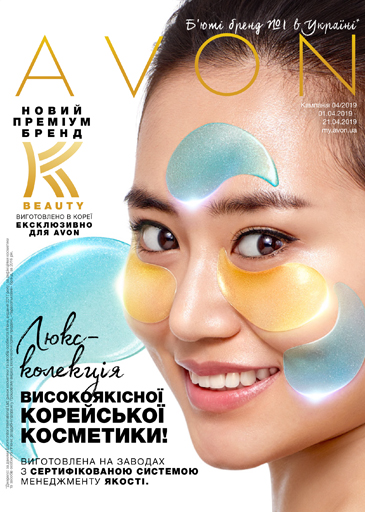 Б'юті бренд №1 в Україні*
AVON
Кампанія 04/2019
01.04.2019 -
21.04.2019
my.avon.ua
НОВИЙ
ПРЕМІУМ
БРЕНД
K
BEAUTY
ВИГОТОВЛЕНО В КОРЕЇ
ЕКСКЛЮЗИВНО
ДЛЯ AVON
Люкс-
колекція
ВИСОКОЯКІСНОЇ
КОРЕЙСЬКОЇ
КОСМЕТИКИ!
ВИГОТОВЛЕНА НА ЗАВОДАХ
З СЕРТИФІКОВАНОЮ СИСТЕМОЮ
МЕНЕДЖМЕНТУ ЯКОСТІ.